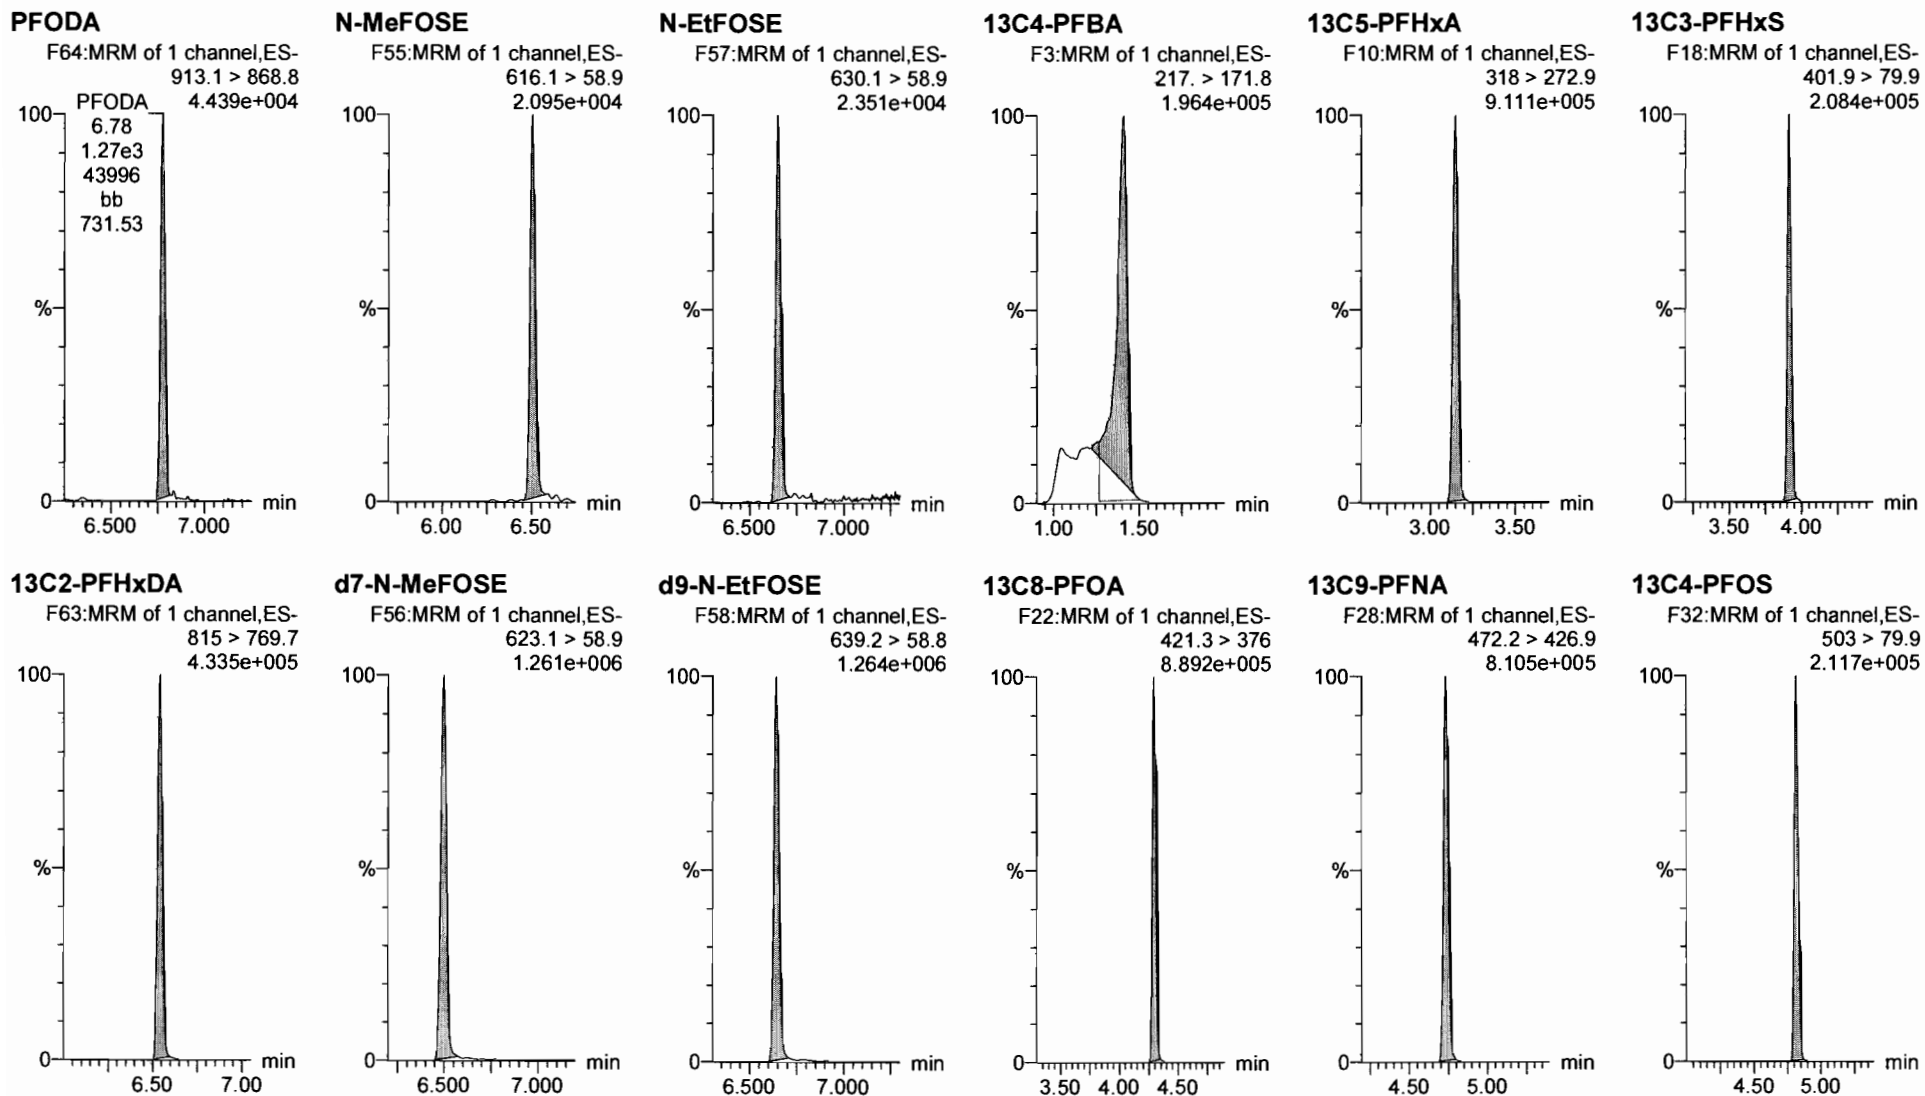 PFODA
F64:MRM of 1 channel,ES-
913.1 > 868.8
4.439e+004
100
PFODA
6.78
1.27e3
43996
bb
731.53
%
0
6.500
7.000
min
N-MeFOSE
F55:MRM of 1 channel,ES-
616.1 > 58.9
2.095e+004
100
%
0
6.00
6.50
min
N-EtFOSE
F57:MRM of 1 channel,ES-
630.1 > 58.9
2.351e+004
100
%
0
6.500
7.000
min
13C4-PFBA
F3:MRM of 1 channel,ES-
217. > 171.8
1.964e+005
100
%
0
1.00
1.50
min
13C5-PFHxA
F10:MRM of 1 channel,ES-
318 > 272.9
9.111e+005
100
%
0
3.00
3.50
min
13C3-PFHxS
F18:MRM of 1 channel,ES-
401.9 > 79.9
2.084e+005
100
%
0
3.50
4.00
min
13C2-PFHxDA
F63:MRM of 1 channel,ES-
815 > 769.7
4.335e+005
100
%
0
6.50
7.00
min
d7-N-MeFOSE
F56:MRM of 1 channel,ES-
623.1 > 58.9
1.261e+006
100
%
0
6.500
7.000
min
d9-N-EtFOSE
F58:MRM of 1 channel,ES-
639.2 > 58.8
1.264e+006
100
%
0
6.500
7.000
min
13C8-PFOA
F22:MRM of 1 channel,ES-
421.3 > 376
8.892e+005
100
%
0
3.50
4.00
4.50
min
13C9-PFNA
F28:MRM of 1 channel,ES-
472.2 > 426.9
8.105e+005
100
%
0
4.50
5.00
min
13C4-PFOS
F32:MRM of 1 channel,ES-
503 > 79.9
2.117e+005
100
%
0
4.50
5.00
min